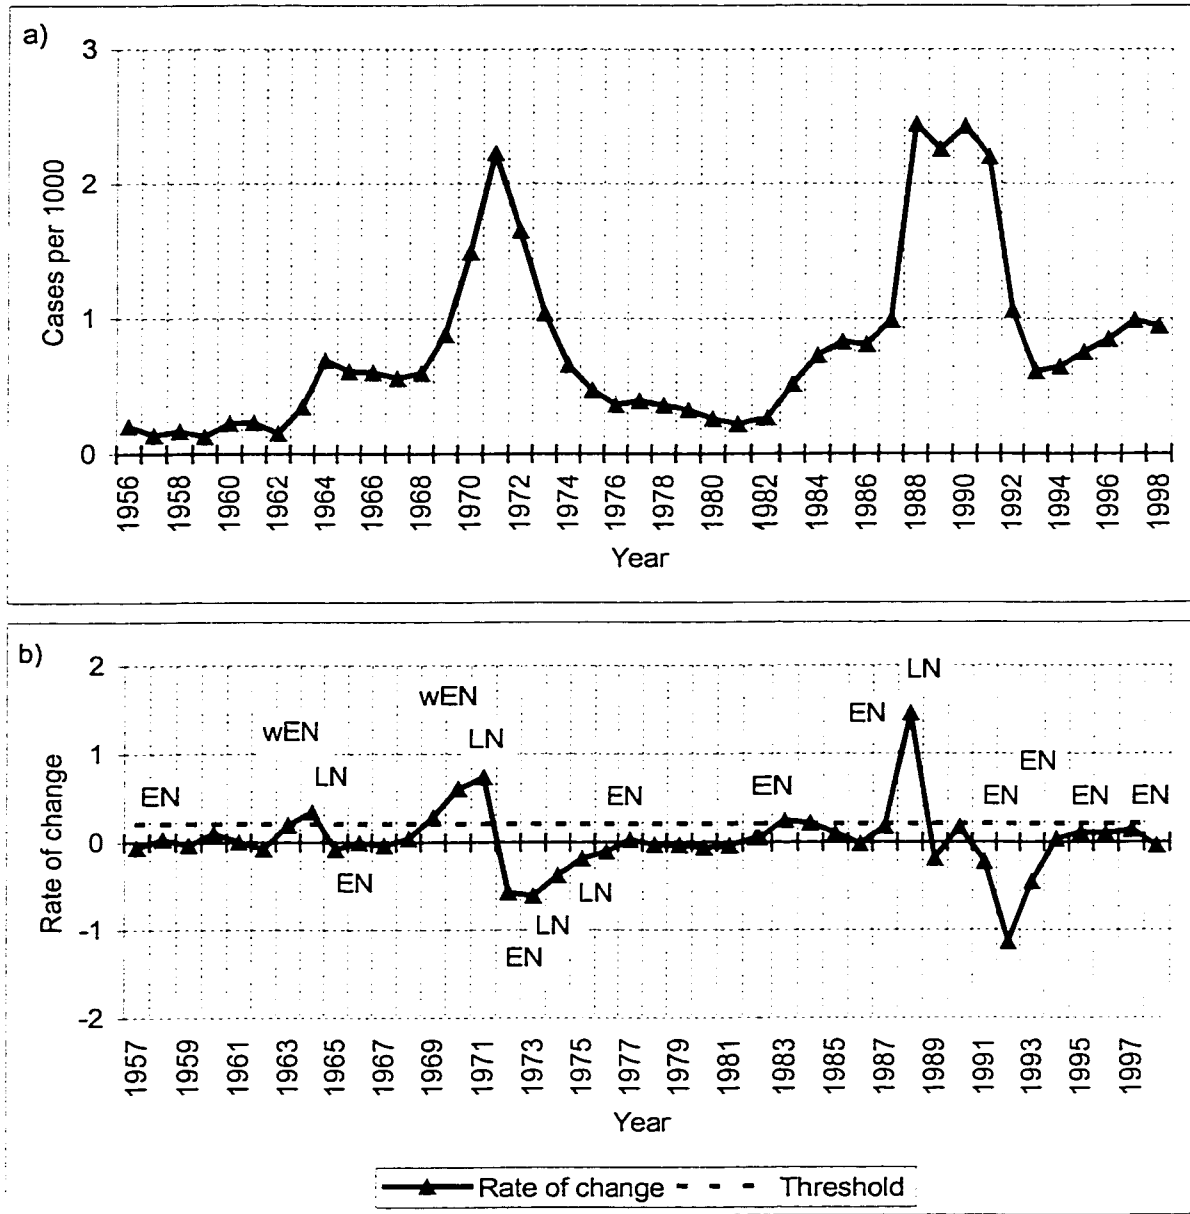 a)
3
2
1
0
Cases per 1000
1956 1958 1960 1962 1964 1966 1968 1970 1972 1974 1976 1978 1980 1982 1984 1986 1988 1990 1992 1994 1996 1998
Year
b)
2
1
0
-1
-2
Rate of change
LN
wEN
EN
wEN
LN
EN
LN
EN
EN
EN
EN
EN
EN
EN
LN
LN
EN
1957 1959 1961 1963 1965 1967 1969 1971 1973 1975 1977 1979 1981 1983 1985 1987 1989 1991 1993 1995 1997
Year
Rate of change Threshold